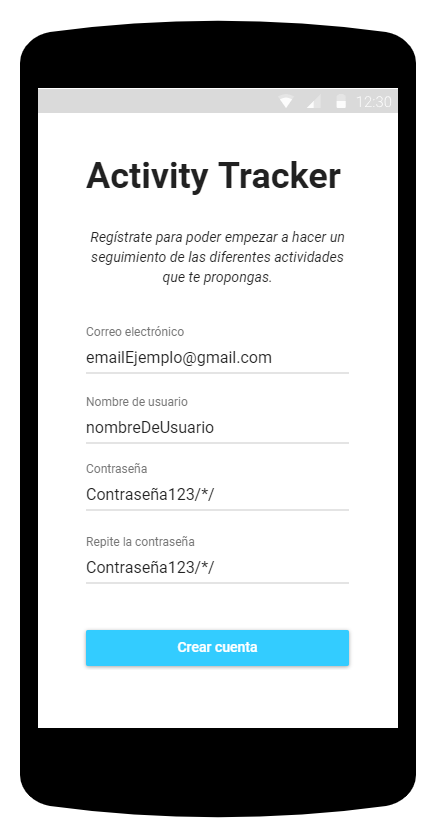 12:30
Activity Tracker
Regístrate para poder empezar a hacer un
seguimiento de las diferentes actividades
que te propongas.
Correo electrónico
emailEjemplo@gmail.com
Nombre de usuario
nombreDeUsuario
Contraseña
Contraseña123/*/
Repite la contraseña
Contraseña123/*/
Crear cuenta